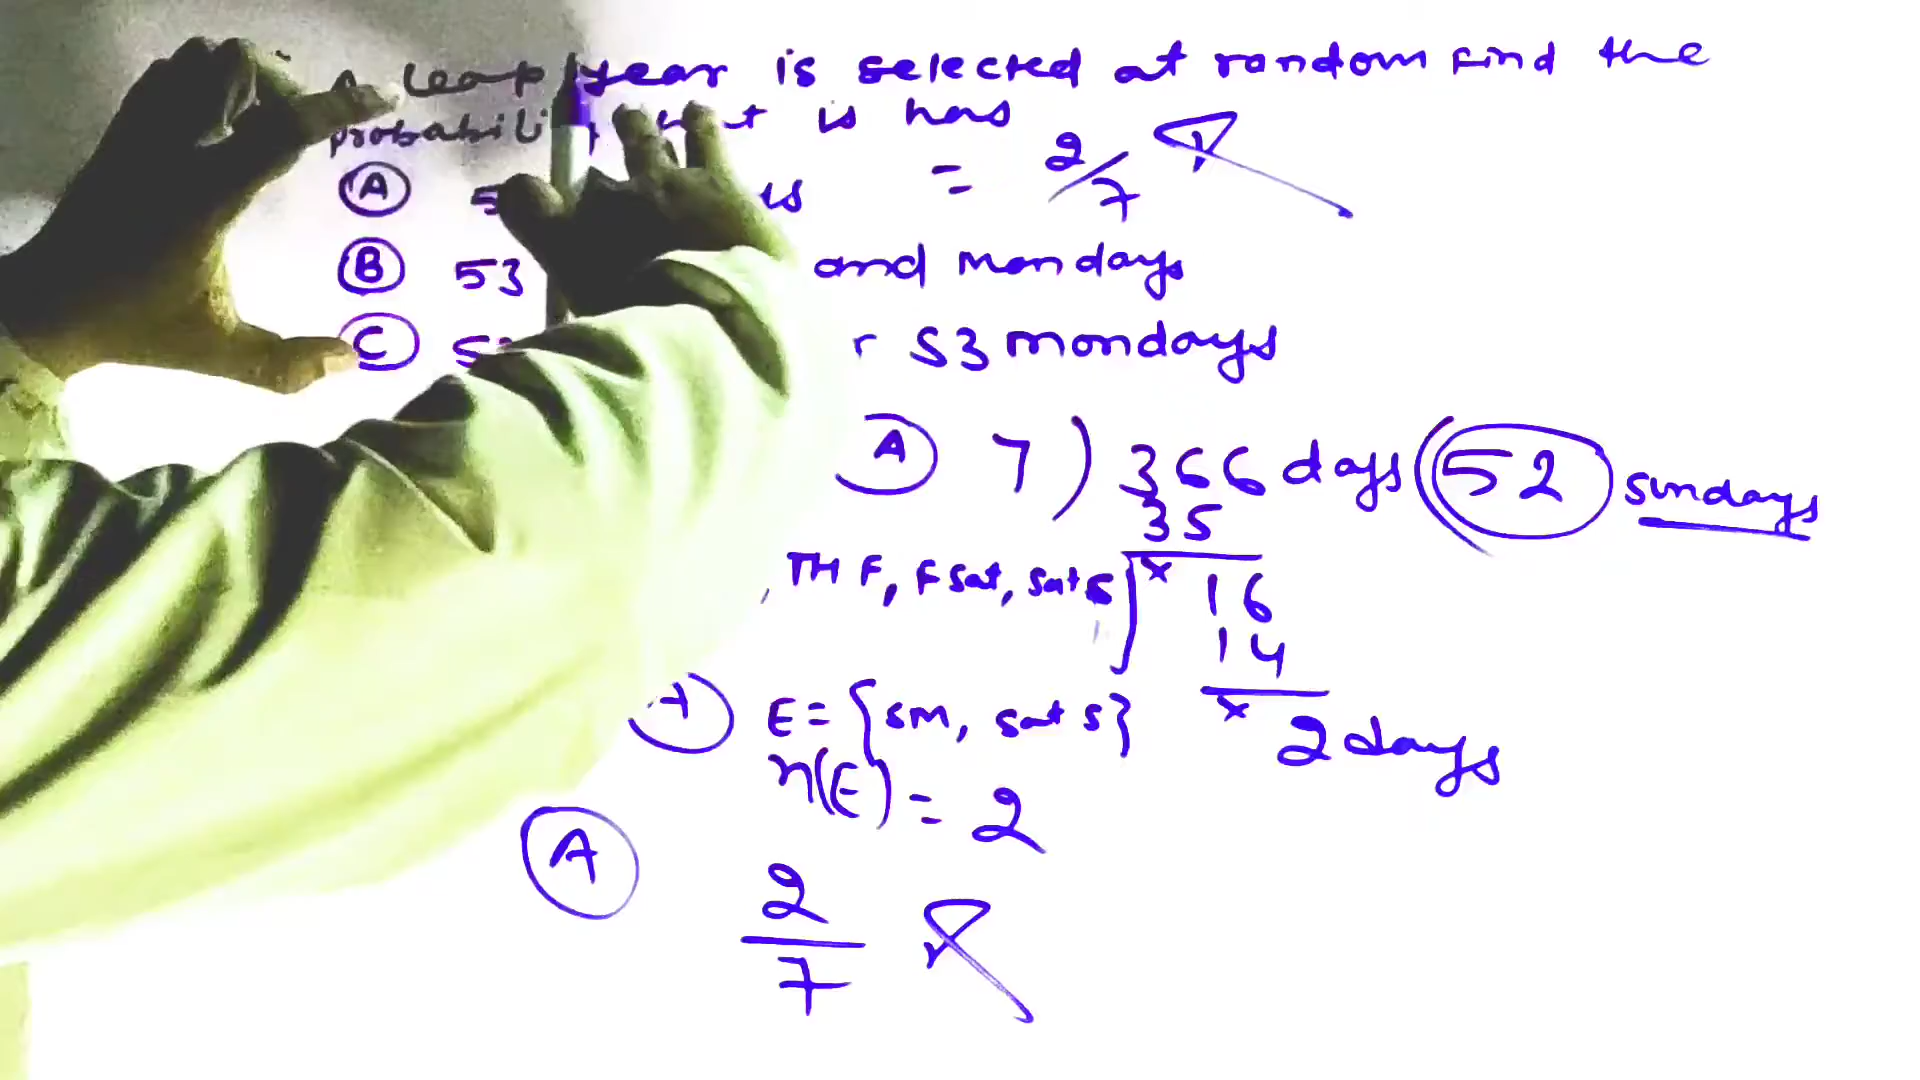 A leap year is selected at random find the
is has
= 2/7
A
B 53 and mondays
C 53 mondays
A 7 ) 366 days ( 52 sundays
35
, TH F, F sat, sat s ] x 16
14
E = { sm, sat s } x 2 days
n(E) = 2
A
2
7